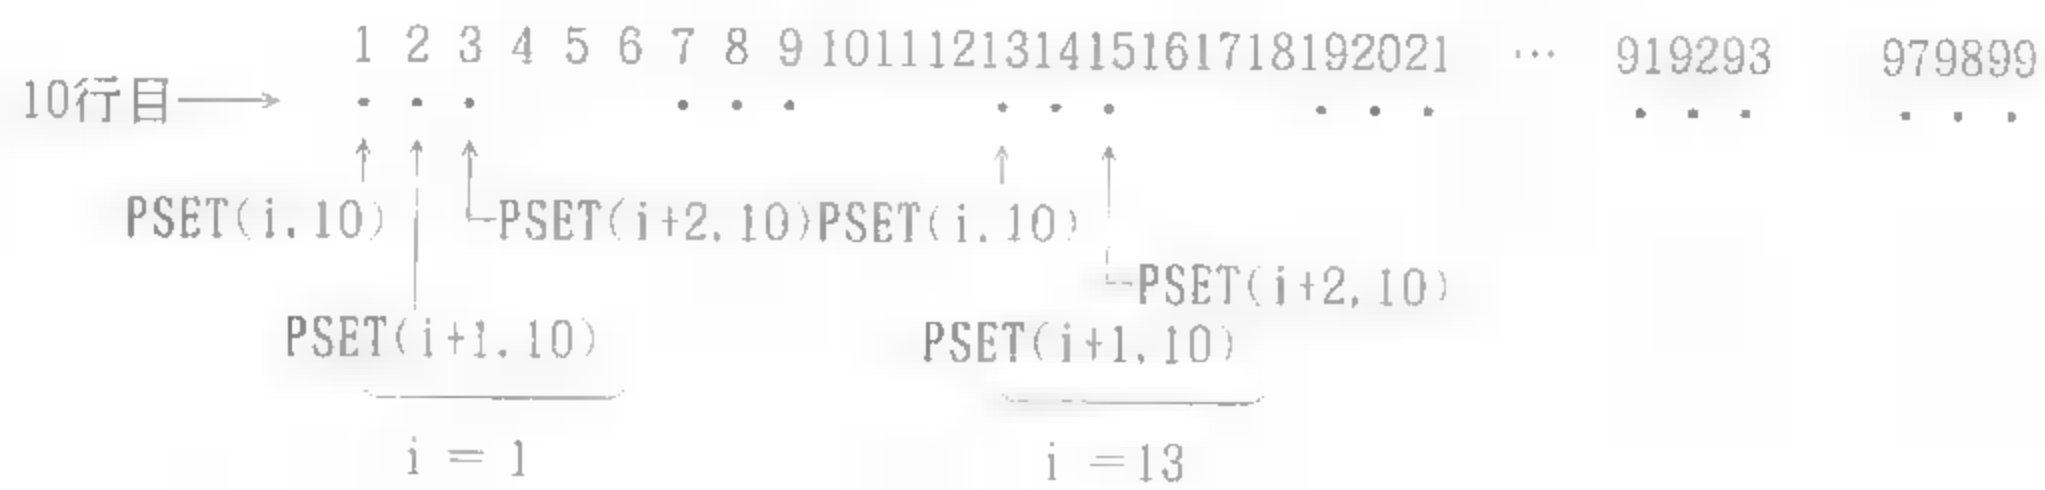 1 2 3 4 5 6 7 8 9 101112131415161718192021 … 919293 979899
10行目
PSET(i,10) PSET(i+2,10)PSET(i,10)
PSET(i+2,10)
PSET(i+1,10) PSET(i+1,10)
i = 1 i =13